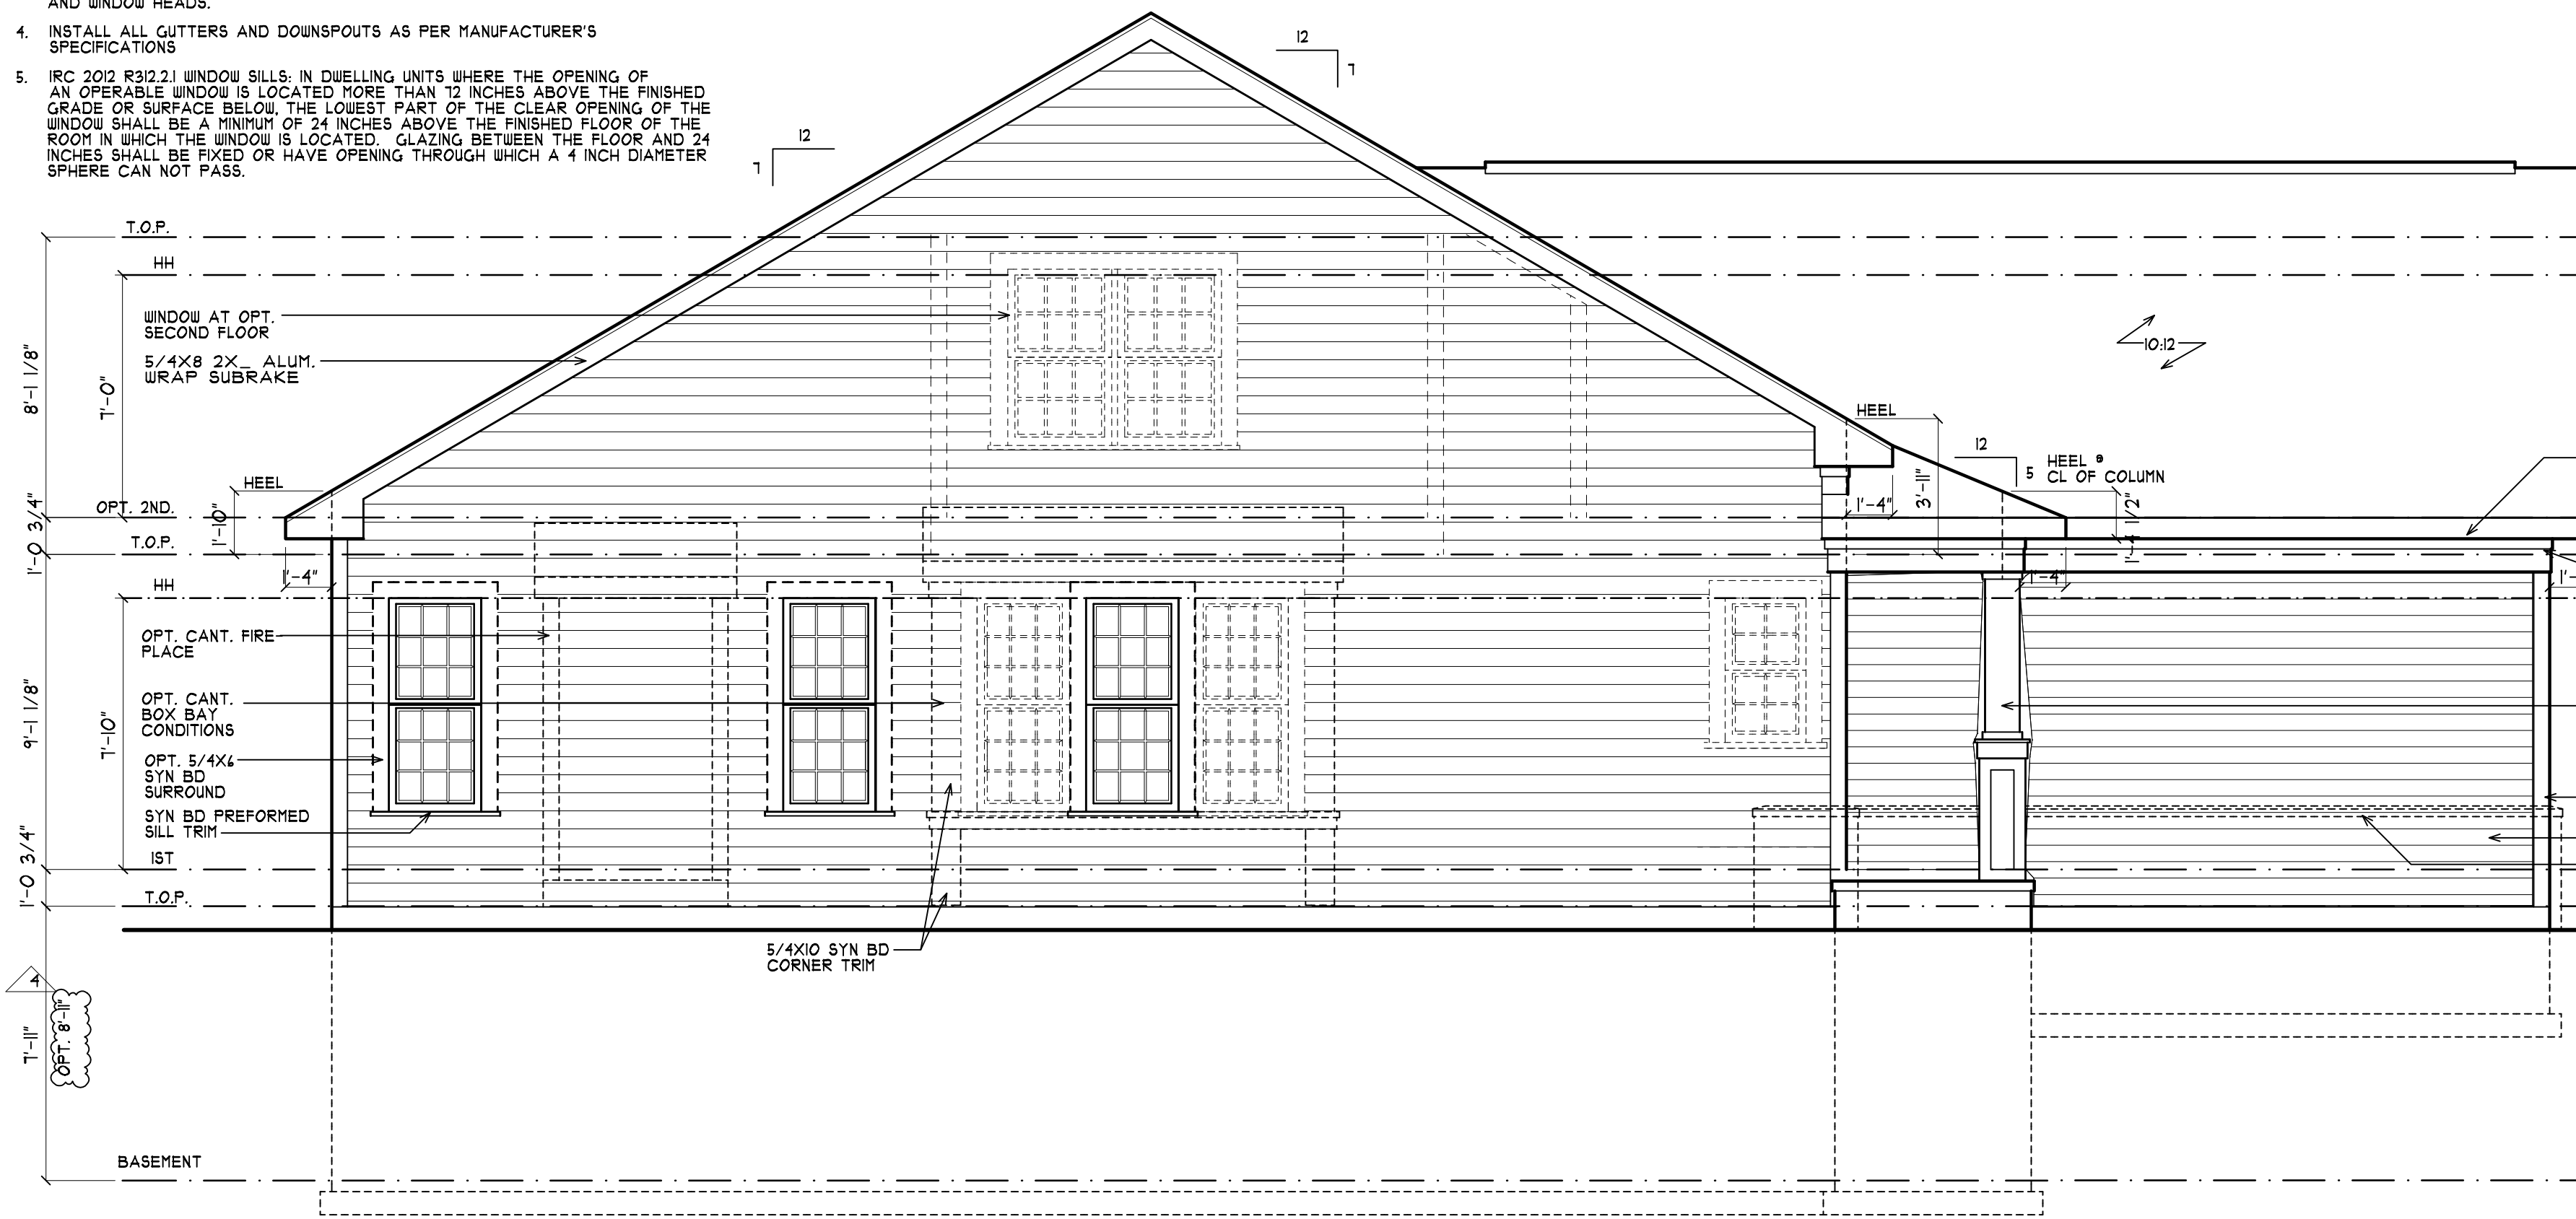 AND WINDOW HEADS.
4. INSTALL ALL GUTTERS AND DOWNSPOUTS AS PER MANUFACTURER'S
SPECIFICATIONS
5. IRC 2012 R312.2.1 WINDOW SILLS: IN DWELLING UNITS WHERE THE OPENING OF
AN OPERABLE WINDOW IS LOCATED MORE THAN 72 INCHES ABOVE THE FINISHED
GRADE OR SURFACE BELOW, THE LOWEST PART OF THE CLEAR OPENING OF THE
WINDOW SHALL BE A MINIMUM OF 24 INCHES ABOVE THE FINISHED FLOOR OF THE
ROOM IN WHICH THE WINDOW IS LOCATED. GLAZING BETWEEN THE FLOOR AND 24
INCHES SHALL BE FIXED OR HAVE OPENING THROUGH WHICH A 4 INCH DIAMETER
SPHERE CAN NOT PASS.
12
7
12
7
T.O.P.
HH
WINDOW AT OPT.
SECOND FLOOR
5/4X8 2X_ ALUM.
WRAP SUBRAKE
8'-1 1/8"
7'-0"
10:12
HEEL
12
5
HEEL @
CL OF COLUMN
3'-11"
1'-4"
1'-4 1/2"
1'-4"
HEEL
OPT. 2ND.
1'-10"
1'-0 3/4"
T.O.P.
1'-4"
HH
OPT. CANT. FIRE
PLACE
OPT. CANT.
BOX BAY
CONDITIONS
9'-1 1/8"
7'-10"
OPT. 5/4X6
SYN BD
SURROUND
SYN BD PREFORMED
SILL TRIM
1'-0 3/4"
1ST
T.O.P.
5/4X10 SYN BD
CORNER TRIM
4
OPT. 8'-11"
7'-11"
BASEMENT